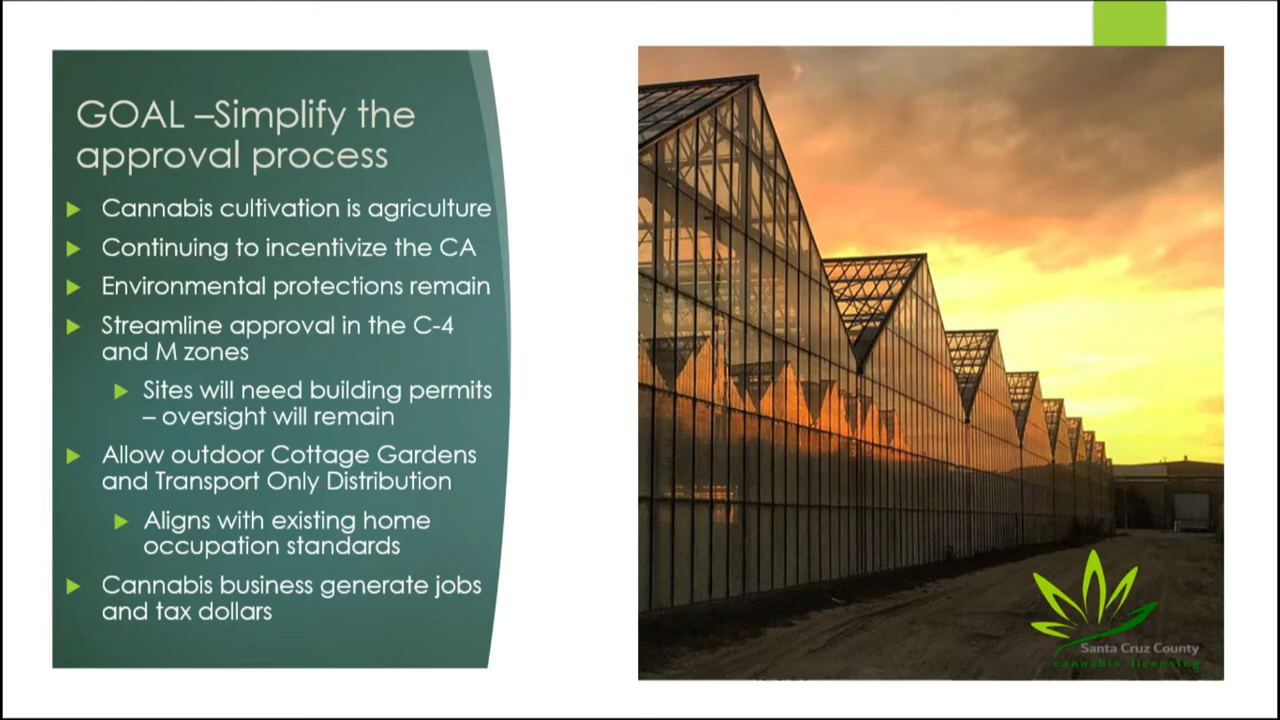 GOAL –Simplify the
approval process
Cannabis cultivation is agriculture
Continuing to incentivize the CA
Environmental protections remain
Streamline approval in the C-4
and M zones
Sites will need building permits
– oversight will remain
Allow outdoor Cottage Gardens
and Transport Only Distribution
Aligns with existing home
occupation standards
Cannabis business generate jobs
and tax dollars
Santa Cruz County
cannabis licensing